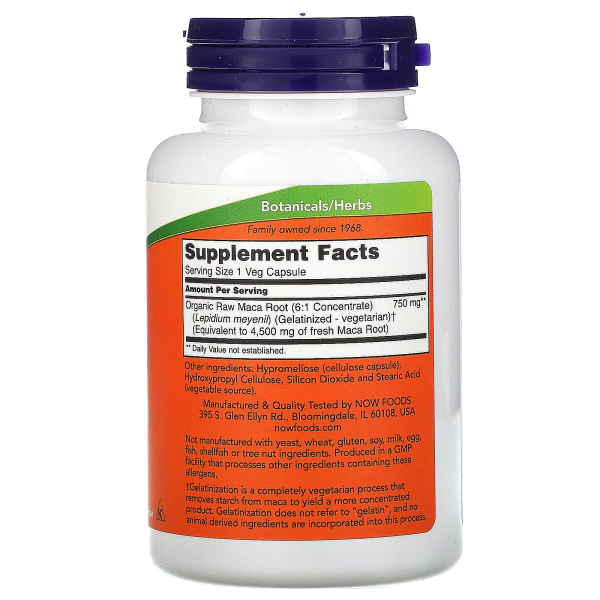 Botanicals/Herbs
Family owned since 1968.
Supplement Facts
Serving Size 1 Veg Capsule
Amount Per Serving
Organic Raw Maca Root (6:1 Concentrate) 750 mg**
(Lepidium meyenii) (Gelatinized - vegetarian)†
(Equivalent to 4,500 mg of fresh Maca Root)
** Daily Value not established.
Other ingredients: Hypromellose (cellulose capsule),
Hydroxypropyl Cellulose, Silicon Dioxide and Stearic Acid
(vegetable source).
Manufactured & Quality Tested by NOW FOODS
395 S. Glen Ellyn Rd., Bloomingdale, IL 60108, USA
nowfoods.com
Not manufactured with yeast, wheat, gluten, soy, milk, egg,
fish, shellfish or tree nut ingredients. Produced in a GMP
facility that processes other ingredients containing these
allergens.
†Gelatinization is a completely vegetarian process that
removes starch from maca to yield a more concentrated
product. Gelatinization does not refer to "gelatin", and no
animal derived ingredients are incorporated into this process.
K